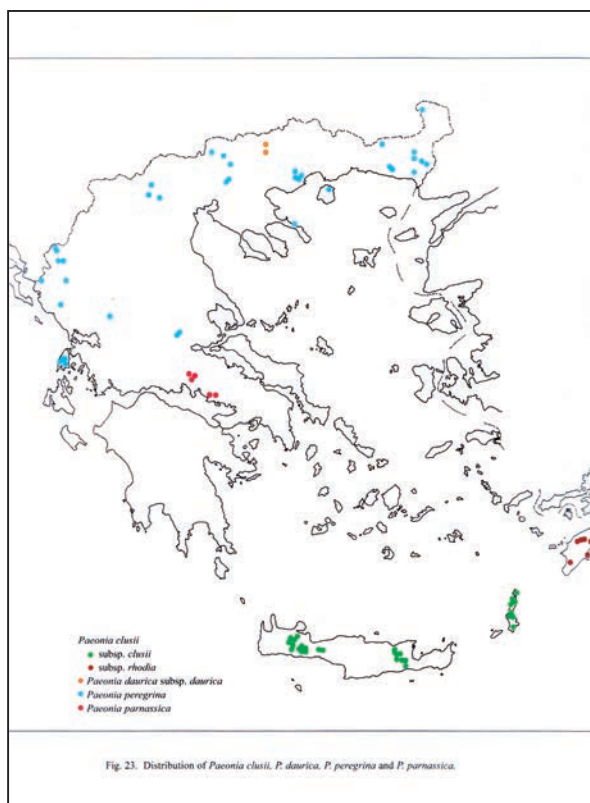 Paeonia clusii
subsp. clusii
subsp. rhodia
Paeonia daurica subsp. daurica
Paeonia peregrina
Paeonia parnassica
Fig. 23. Distribution of Paeonia clusii, P. daurica, P. peregrina and P. parnassica.